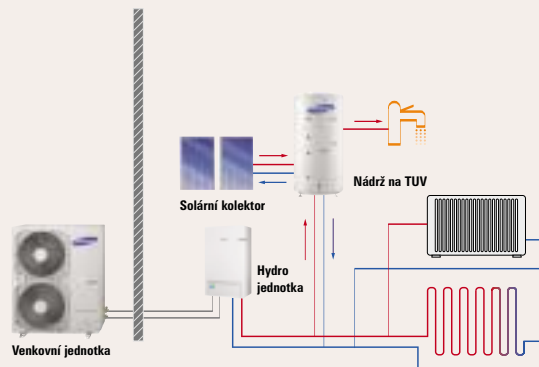 Solární kolektor
Nádrž na TUV
Hydro
jednotka
Venkovní jednotka